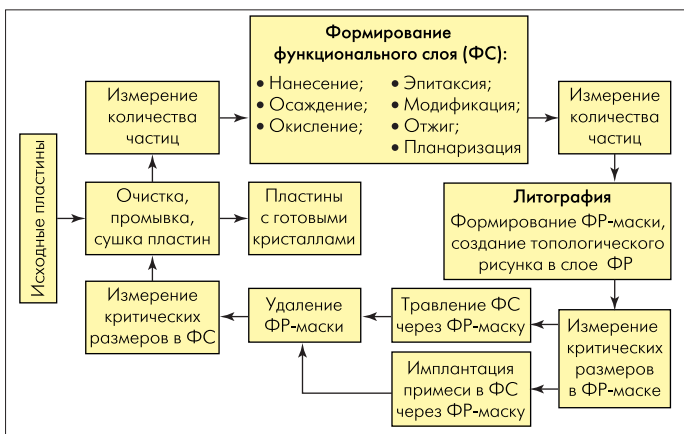 Формирование
функционального слоя (ФС):
• Нанесение;
• Осаждение;
• Окисление;
• Эпитаксия;
• Модификация;
• Отжиг;
• Планаризация
Измерение
количества
частиц
Измерение
количества
частиц
Исходные пластины
Очистка,
промывка,
сушка пластин
Пластины
с готовыми
кристаллами
Литография
Формирование ФР-маски,
создание топологического
рисунка в слое ФР
Измерение
критических
размеров в ФС
Удаление
ФР-маски
Травление ФС
через ФР-маску
Имплантация
примеси в ФС
через ФР-маску
Измерение
критических
размеров
в ФР-маске